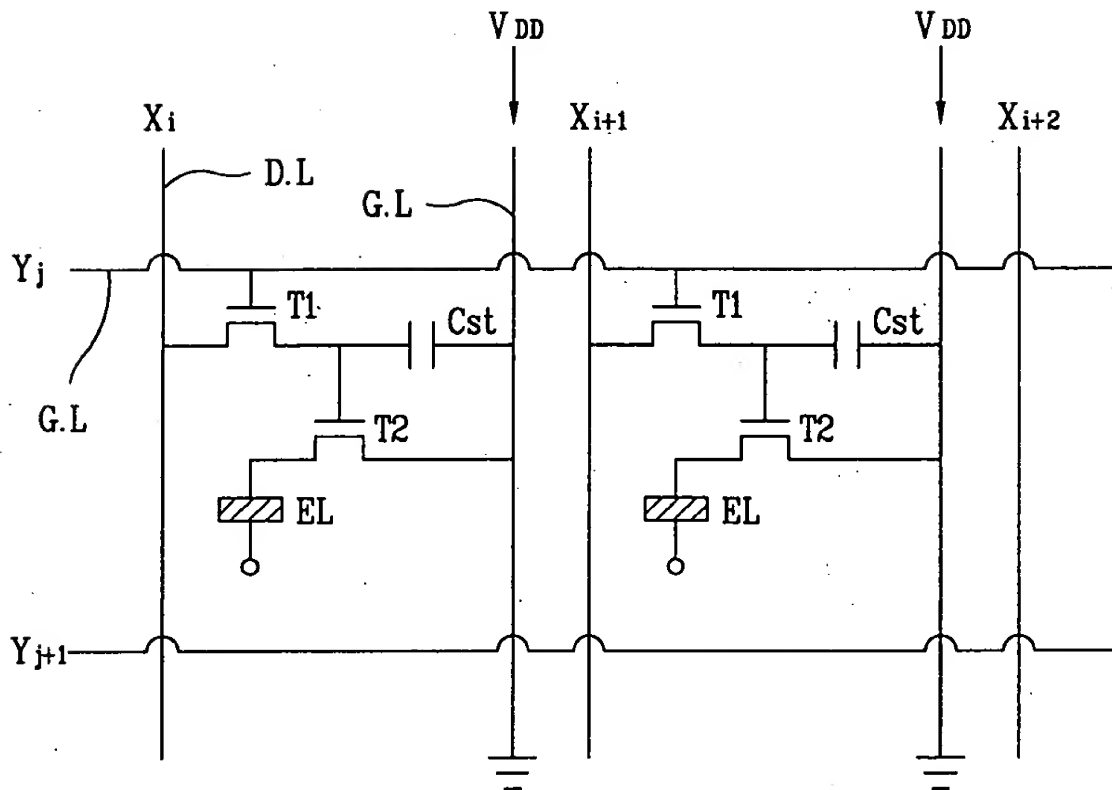 VDD VDD
Xi Xi+1 Xi+2
D.L
G.L
Yj
T1 Cst T1 Cst
G.L
T2 T2
EL EL
Yj+1